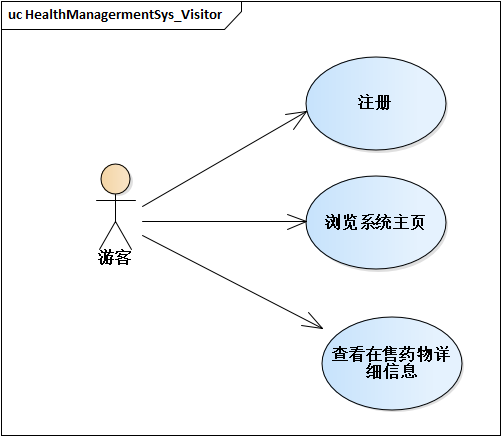 uc HealthManagermentSys_Visitor
注册
浏览系统主页
游客
查看在售药物详
细信息